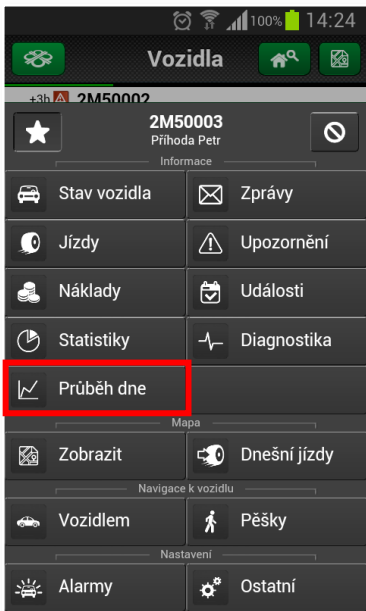 100% 14:24
Vozidla
+3h 2M50002
2M50003
Příhoda Petr
Informace
Stav vozidla Zprávy
Jízdy Upozornění
Náklady Události
Statistiky Diagnostika
Průběh dne
Mapa
Zobrazit Dnešní jízdy
Navigace k vozidlu
Vozidlem Pěšky
Nastavení
Alarmy Ostatní